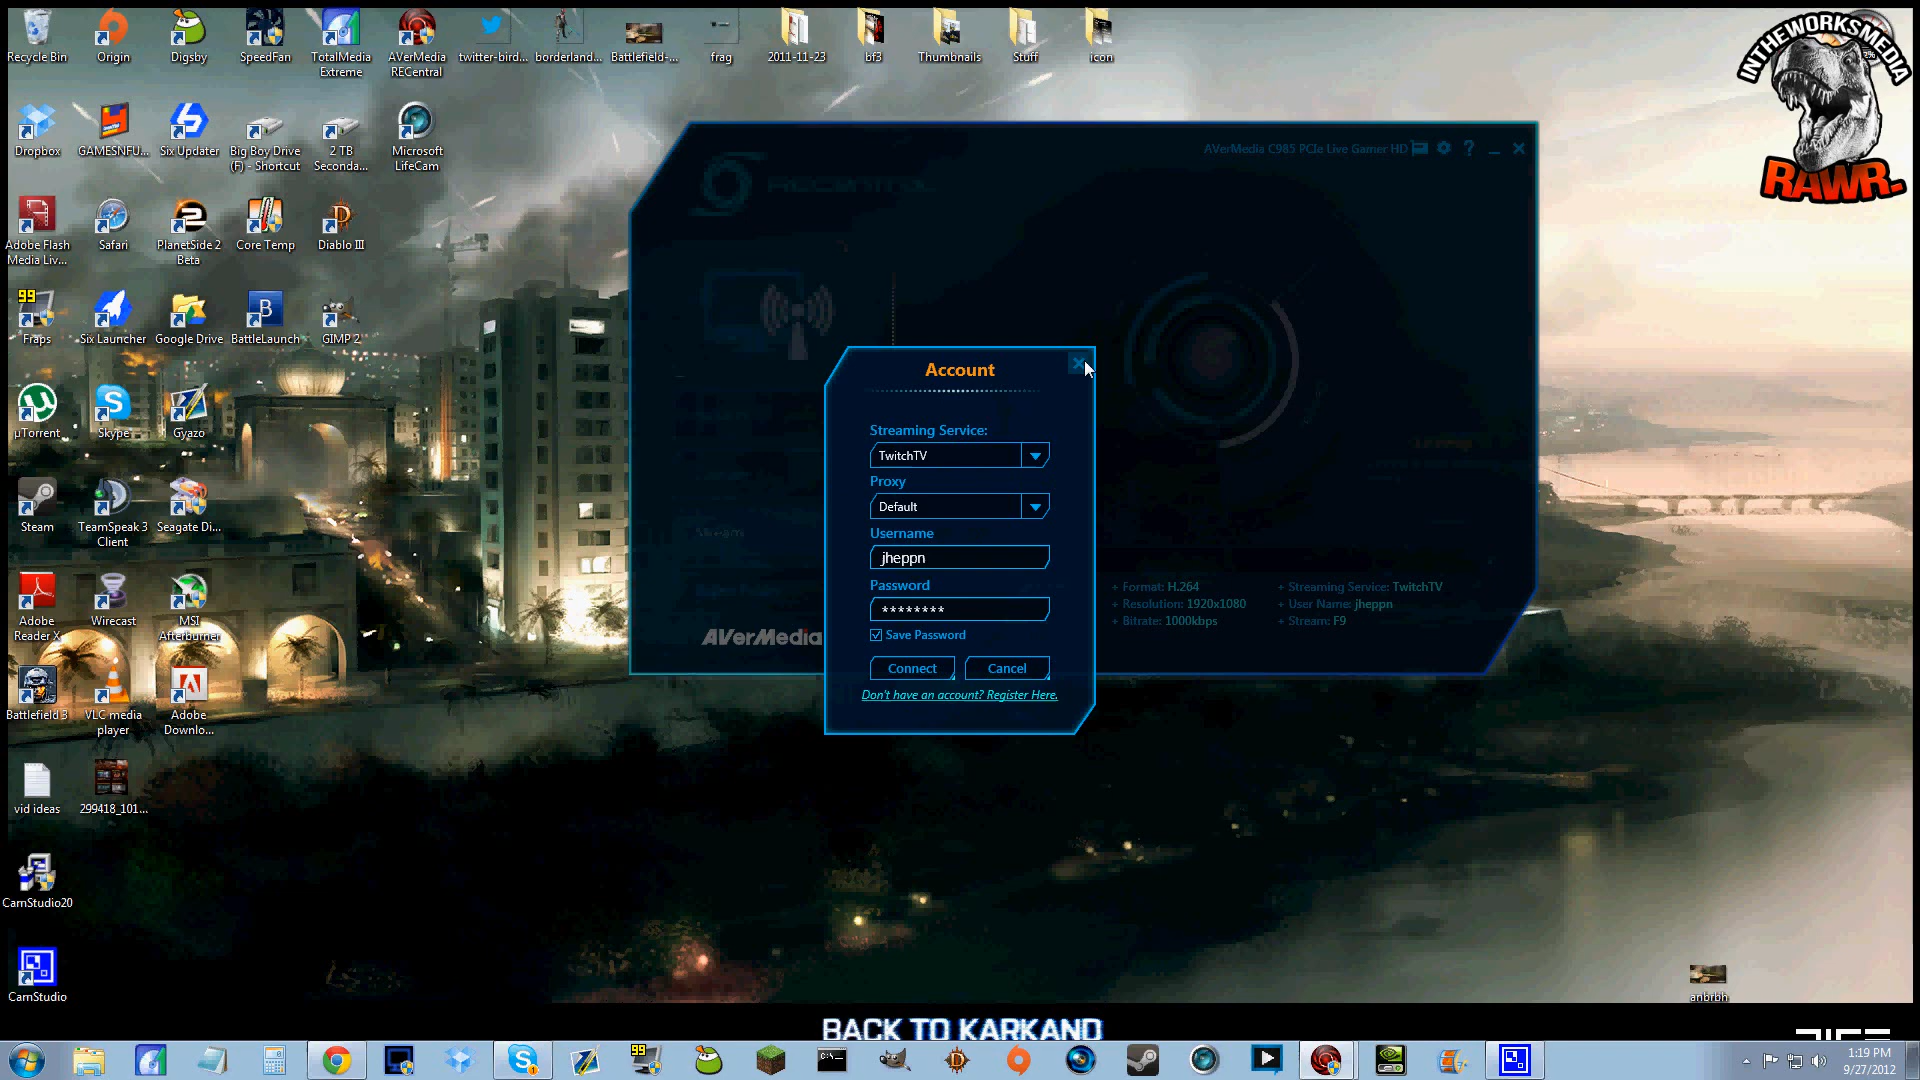 Recycle Bin
Origin
Digsby
SpeedFan
TotalMedia Extreme
AVerMedia RECentral
twitter-bird...
borderland...
Battlefield-...
frag
2011-11-23
bf3
Thumbnails
Stuff
icon
INTHEWORKSMEDIA
RAWR.
Dropbox
GAMESNFU...
Six Updater
Big Boy Drive (F) - Shortcut
2 TB Seconda...
Microsoft LifeCam
AVerMedia C985 PCIe Live Gamer HD
RECentral
Adobe Flash Media Liv...
Safari
PlanetSide 2 Beta
Core Temp
Diablo III
99
Fraps
Six Launcher
Google Drive
BattleLaunch
GIMP 2
Account
Streaming Service:
TwitchTV
Proxy
Default
Username
jheppn
Password
********
Save Password
Connect
Cancel
Don't have an account? Register Here.
µTorrent
Skype
Gyazo
Steam
TeamSpeak 3 Client
Seagate Di...
Stream
+ Format: H.264
+ Resolution: 1920x1080
+ Bitrate: 1000kbps
+ Streaming Service: TwitchTV
+ User Name: jheppn
+ Stream: F9
AVerMedia
Adobe Reader X
Wirecast
MSI Afterburner
Battlefield 3
VLC media player
Adobe Downlo...
vid ideas
299418_101...
CamStudio20
CamStudio
anbrbh
BACK TO KARKAND
99
C:\_
1:19 PM
9/27/2012